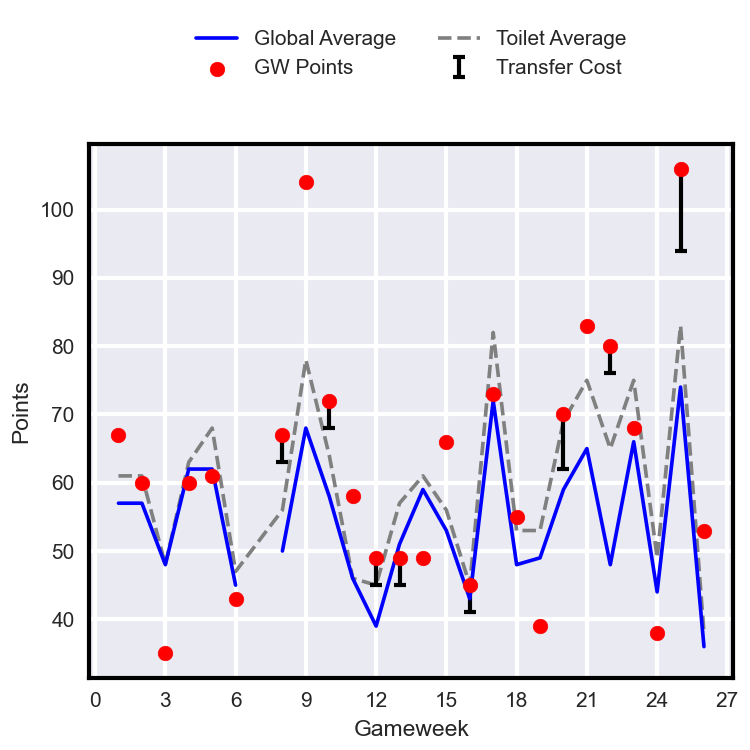 Global Average
Toilet Average
GW Points
Transfer Cost
100
90
80
70
60
50
40
Points
0 3 6 9 12 15 18 21 24 27
Gameweek